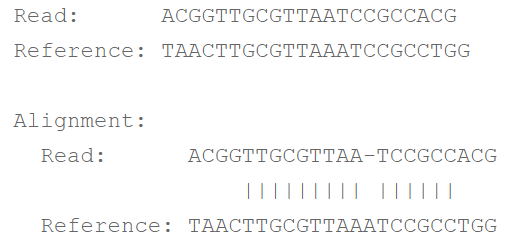 Read:      ACGGTTGCGTTAATCCGCCACG
Reference: TAACTTGCGTTAAATCCGCCTGG
Alignment:
  Read:      ACGGTTGCGTTAA-TCCGCCACG
                 ||||||||| ||||||
  Reference: TAACTTGCGTTAAATCCGCCTGG